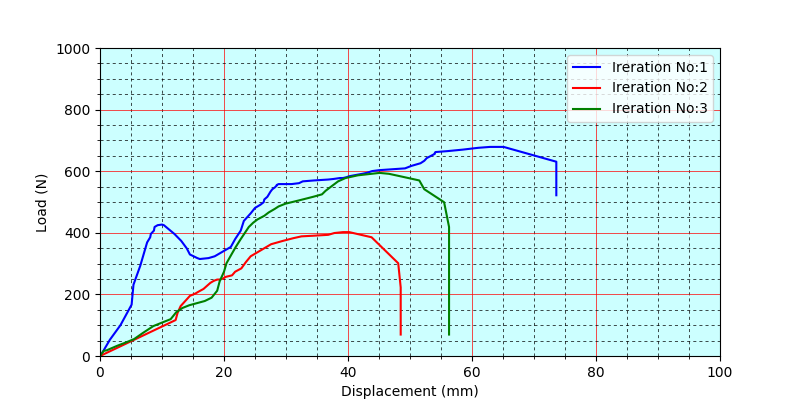 1000
800
600
400
200
0
Load (N)
Ireration No:1
Ireration No:2
Ireration No:3
0 20 40 60 80 100
Displacement (mm)